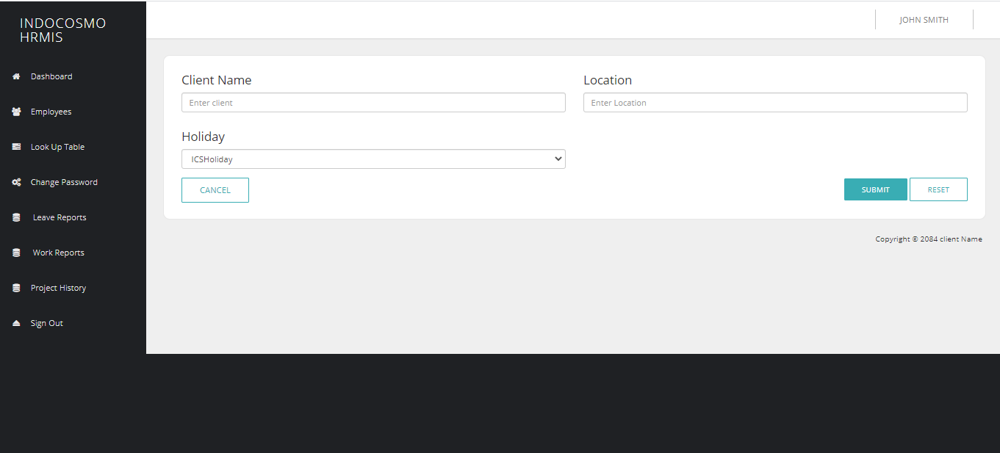 INDOCOSMO
HRMIS
JOHN SMITH
Dashboard
Employees
Look Up Table
Change Password
Leave Reports
Work Reports
Project History
Sign Out
Client Name
Enter client
Location
Enter Location
Holiday
ICSHoliday
CANCEL
SUBMIT
RESET
Copyright © 2084 client Name